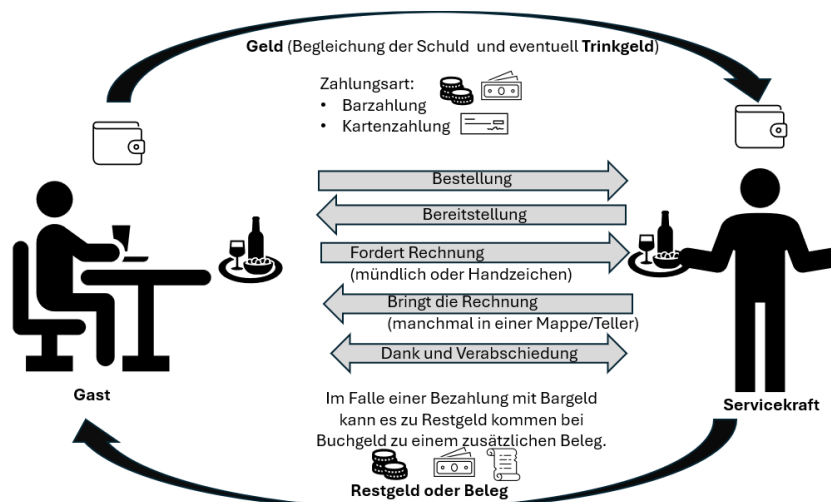 Geld (Begleichung der Schuld und eventuell Trinkgeld)
Zahlungsart:
• Barzahlung
• Kartenzahlung
Bestellung
Bereitstellung
Fordert Rechnung
(mündlich oder Handzeichen)
Bringt die Rechnung
(manchmal in einer Mappe/Teller)
Dank und Verabschiedung
Gast
Servicekraft
Im Falle einer Bezahlung mit Bargeld
kann es zu Restgeld kommen bei
Buchgeld zu einem zusätzlichen Beleg.
Restgeld oder Beleg